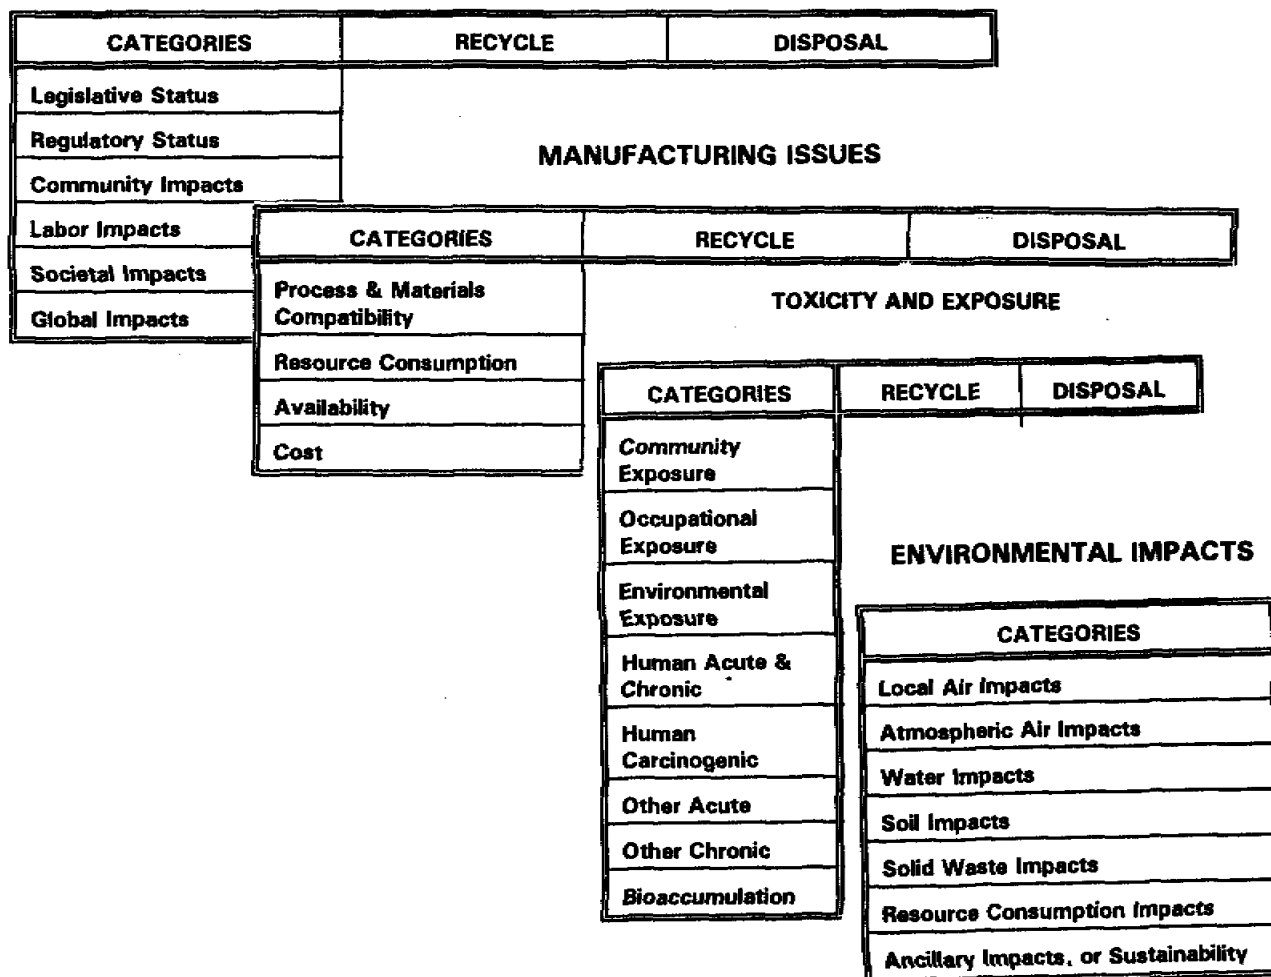 CATEGORIES RECYCLE DISPOSAL
Legislative Status
Regulatory Status
Community Impacts
Labor Impacts
Societal Impacts
Global Impacts
MANUFACTURING ISSUES
CATEGORIES RECYCLE DISPOSAL
Process & Materials
Compatibility
Resource Consumption
Availability
Cost
TOXICITY AND EXPOSURE
CATEGORIES RECYCLE DISPOSAL
Community
Exposure
Occupational
Exposure
Environmental
Exposure
Human Acute &
Chronic
Human
Carcinogenic
Other Acute
Other Chronic
Bioaccumulation
ENVIRONMENTAL IMPACTS
CATEGORIES
Local Air Impacts
Atmospheric Air Impacts
Water Impacts
Soil Impacts
Solid Waste Impacts
Resource Consumption Impacts
Ancillary Impacts, or Sustainability